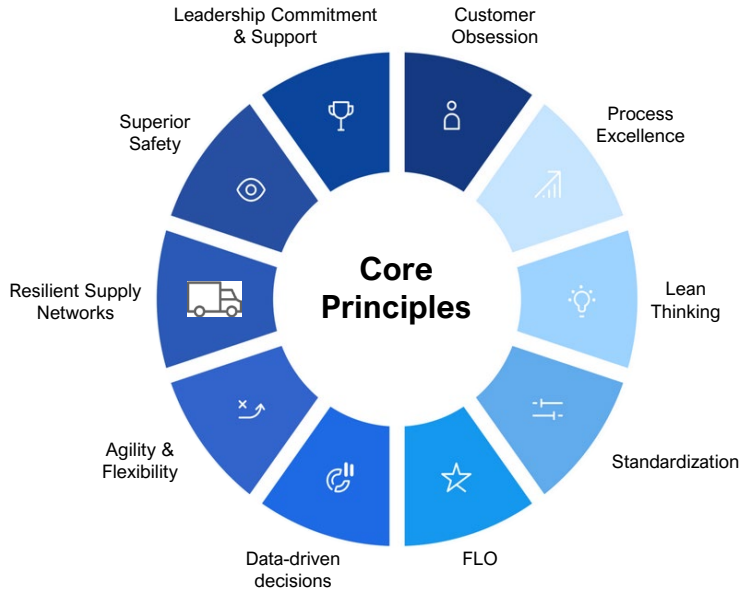 Leadership Commitment
& Support
Customer
Obsession
Process
Excellence
Lean
Thinking
Standardization
FLO
Data-driven
decisions
Agility &
Flexibility
Resilient Supply
Networks
Superior
Safety
Core
Principles